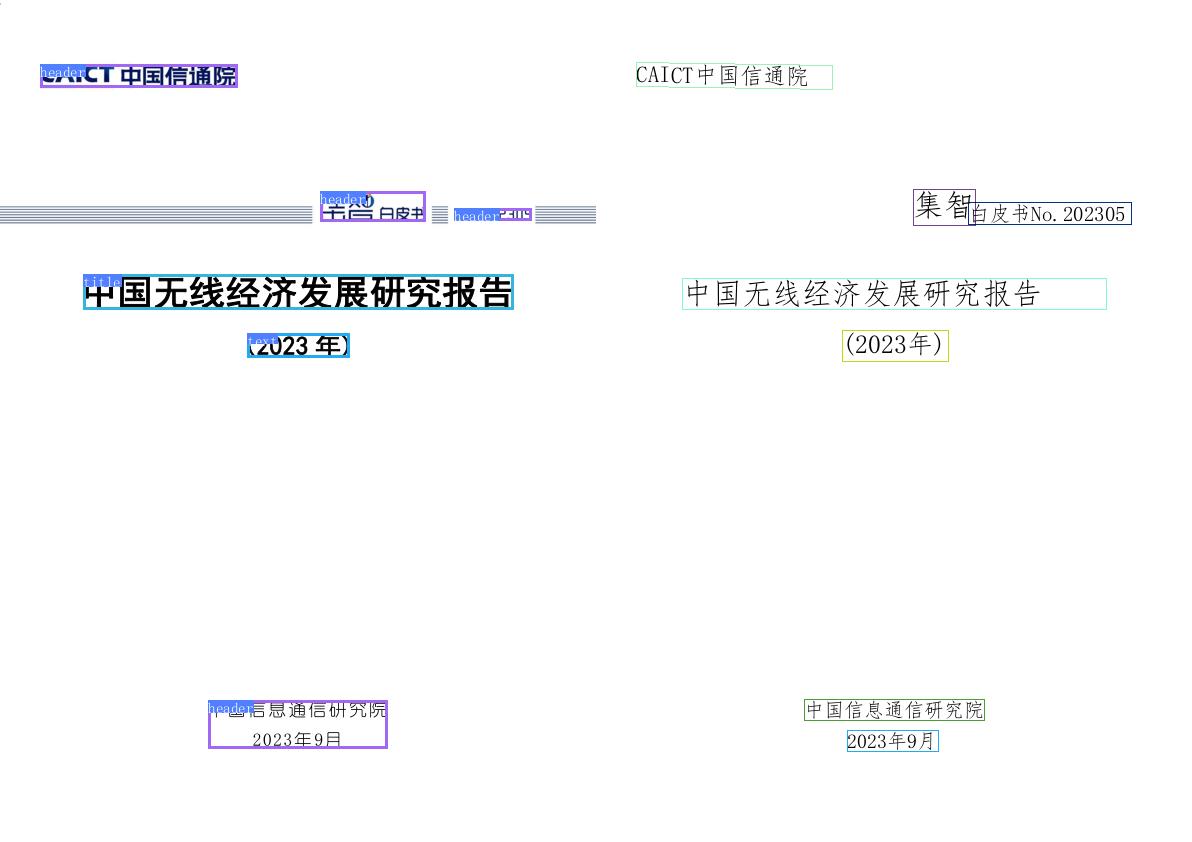 header
CAICT 中国信通院
header
集智 白皮书
header
title
中国无线经济发展研究报告
text
(2023 年)
header
中国信息通信研究院
2023年9月
CAICT中国信通院
集智
白皮书No.202305
中国无线经济发展研究报告
(2023年)
中国信息通信研究院
2023年9月